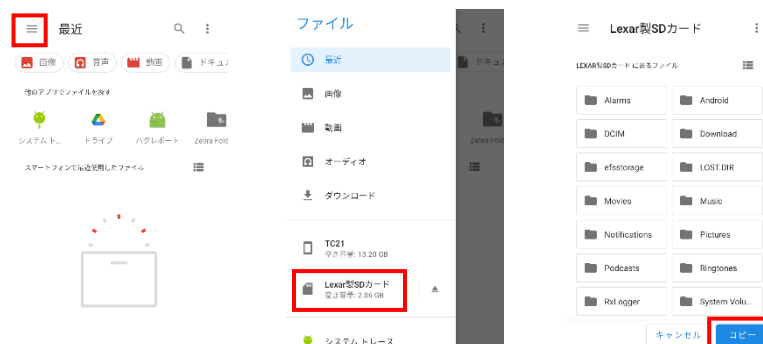 最近
画像
音声
動画
ドキュメ
他のアプリでファイルを探す
システム ト...
ドライブ
バグレポート
Zebra Fold
スマートフォンで最近使用したファイル
ファイル
最近
画像
動画
オーディオ
ダウンロード
TC21
空き容量: 13.20 GB
Lexar製SDカード
空き容量: 2.06 GB
システム トレース
ドキュメ
Zebra Fold
Lexar製SDカード
LEXAR製SDカード にあるファイル
Alarms
Android
DCIM
Download
efsstorage
LOST.DIR
Movies
Music
Notifications
Pictures
Podcasts
Ringtones
RxLogger
System Volu...
キャンセル
コピー